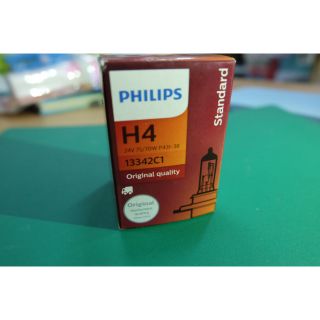 PHILIPS
H4
24V 75/70W P43t-38
13342C1
Original quality
Standard
Original